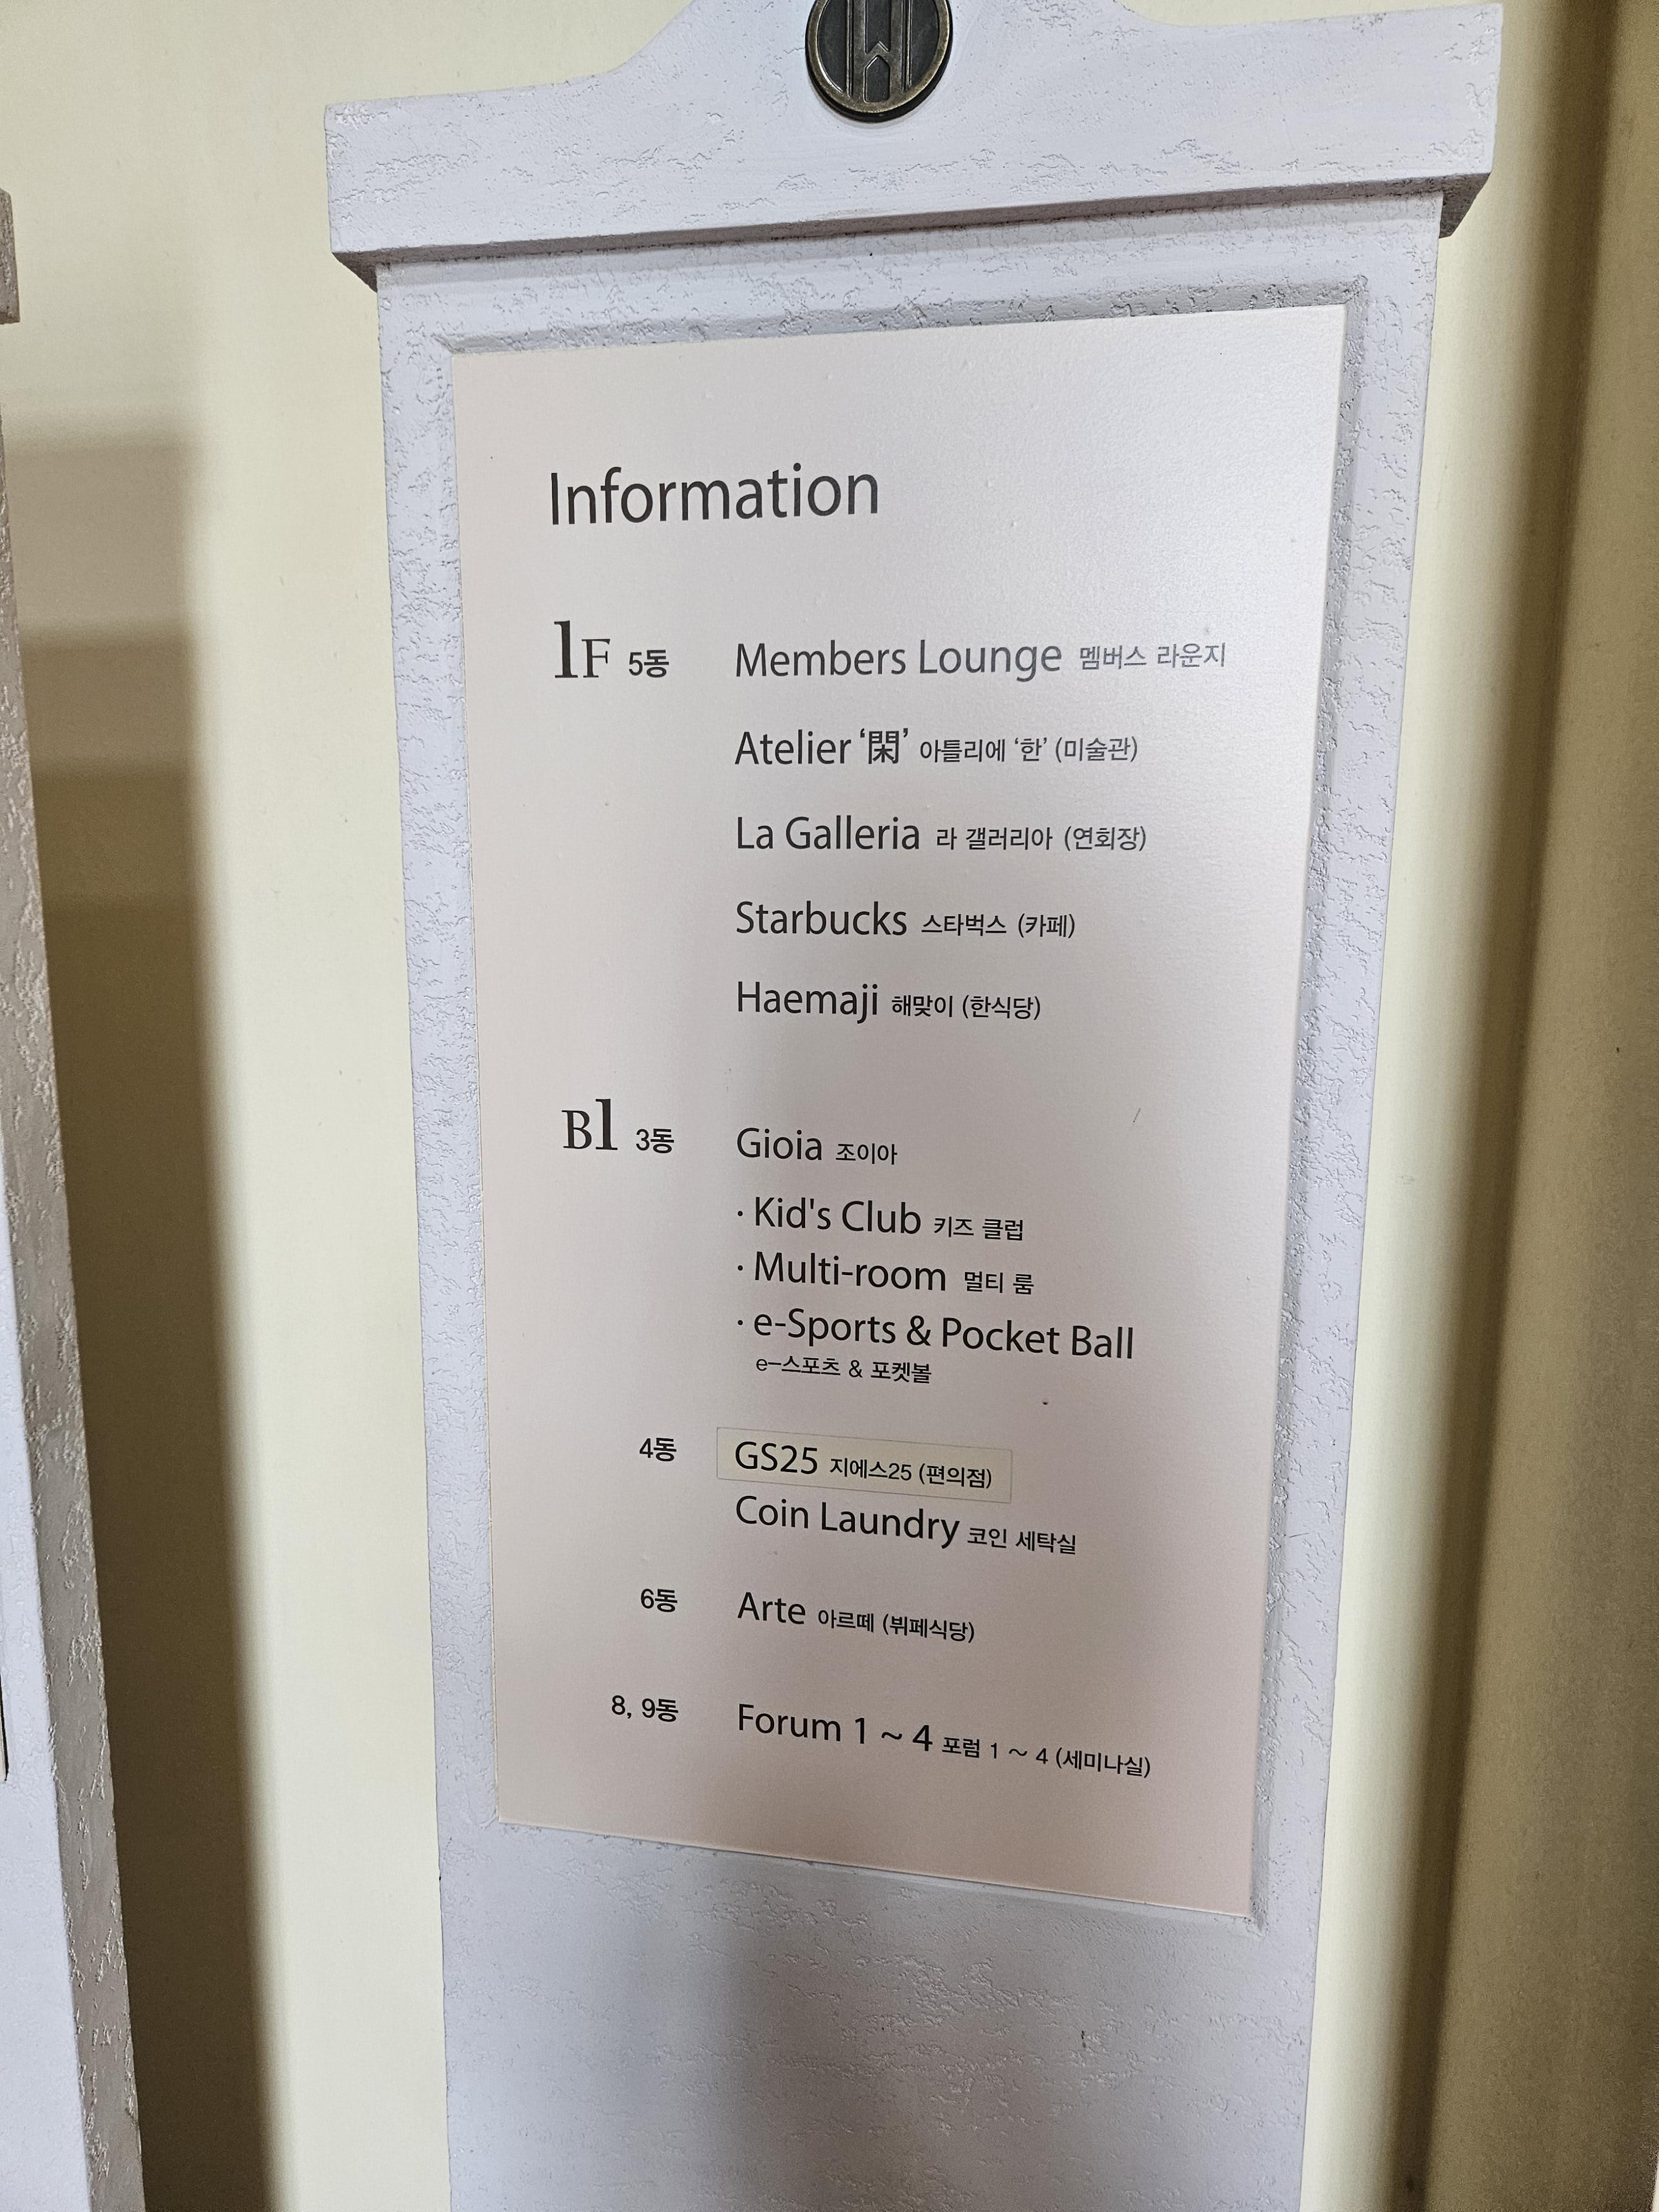 Information
1F 5동 Members Lounge 멤버스 라운지
Atelier ‘閑’ 아틀리에 ‘한’ (미술관)
La Galleria 라 갤러리아 (연회장)
Starbucks 스타벅스 (카페)
Haemaji 해맞이 (한식당)
B1 3동 Gioia 조이아
· Kid's Club 키즈 클럽
· Multi-room 멀티 룸
· e-Sports & Pocket Ball
e-스포츠 & 포켓볼
4동 GS25 지에스25 (편의점)
Coin Laundry 코인 세탁실
6동 Arte 아르떼 (뷔페식당)
8, 9동 Forum 1 ~ 4 포럼 1 ~ 4 (세미나실)